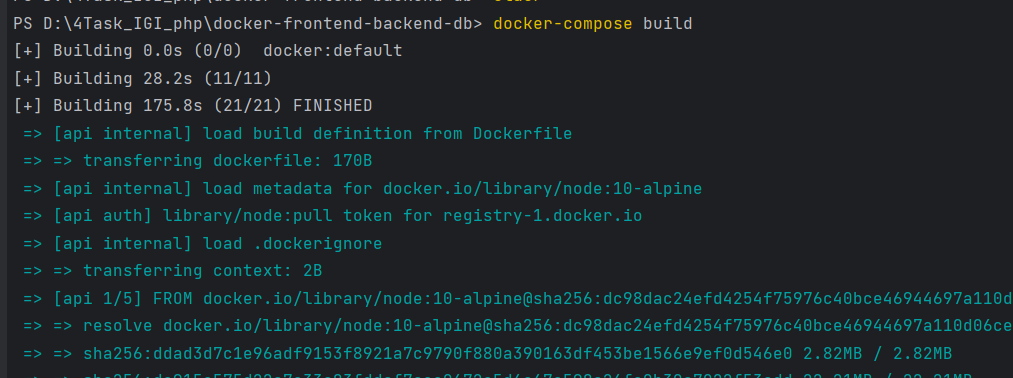 PS D:\4Task_IGI_php\docker-frontend-backend-db> docker-compose build
[+] Building 0.0s (0/0)  docker:default
[+] Building 28.2s (11/11)
[+] Building 175.8s (21/21) FINISHED
=> [api internal] load build definition from Dockerfile
=> => transferring dockerfile: 170B
=> [api internal] load metadata for docker.io/library/node:10-alpine
=> [api auth] library/node:pull token for registry-1.docker.io
=> [api internal] load .dockerignore
=> => transferring context: 2B
=> [api 1/5] FROM docker.io/library/node:10-alpine@sha256:dc98dac24efd4254f75976c40bce46944697a110d
=> => resolve docker.io/library/node:10-alpine@sha256:dc98dac24efd4254f75976c40bce46944697a110d06ce
=> => sha256:ddad3d7c1e96adf9153f8921a7c9790f880a390163df453be1566e9ef0d546e0 2.82MB / 2.82MB